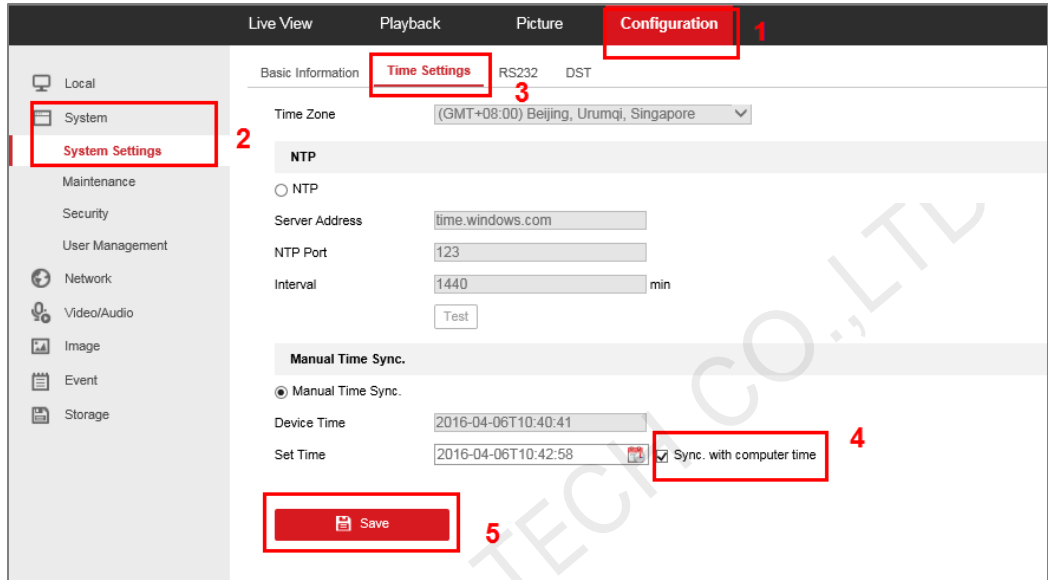 Live View Playback Picture Configuration 1
Basic Information Time Settings RS232 DST
3
Local
System
2
System Settings
Maintenance
Security
User Management
Network
Video/Audio
Image
Event
Storage
Time Zone (GMT+08:00) Beijing, Urumqi, Singapore
NTP
NTP
Server Address time.windows.com
NTP Port 123
Interval 1440 min
Test
Manual Time Sync.
Manual Time Sync.
Device Time 2016-04-06T10:40:41
Set Time 2016-04-06T10:42:58 Sync. with computer time
4
Save
5
TECH CO.,LTD